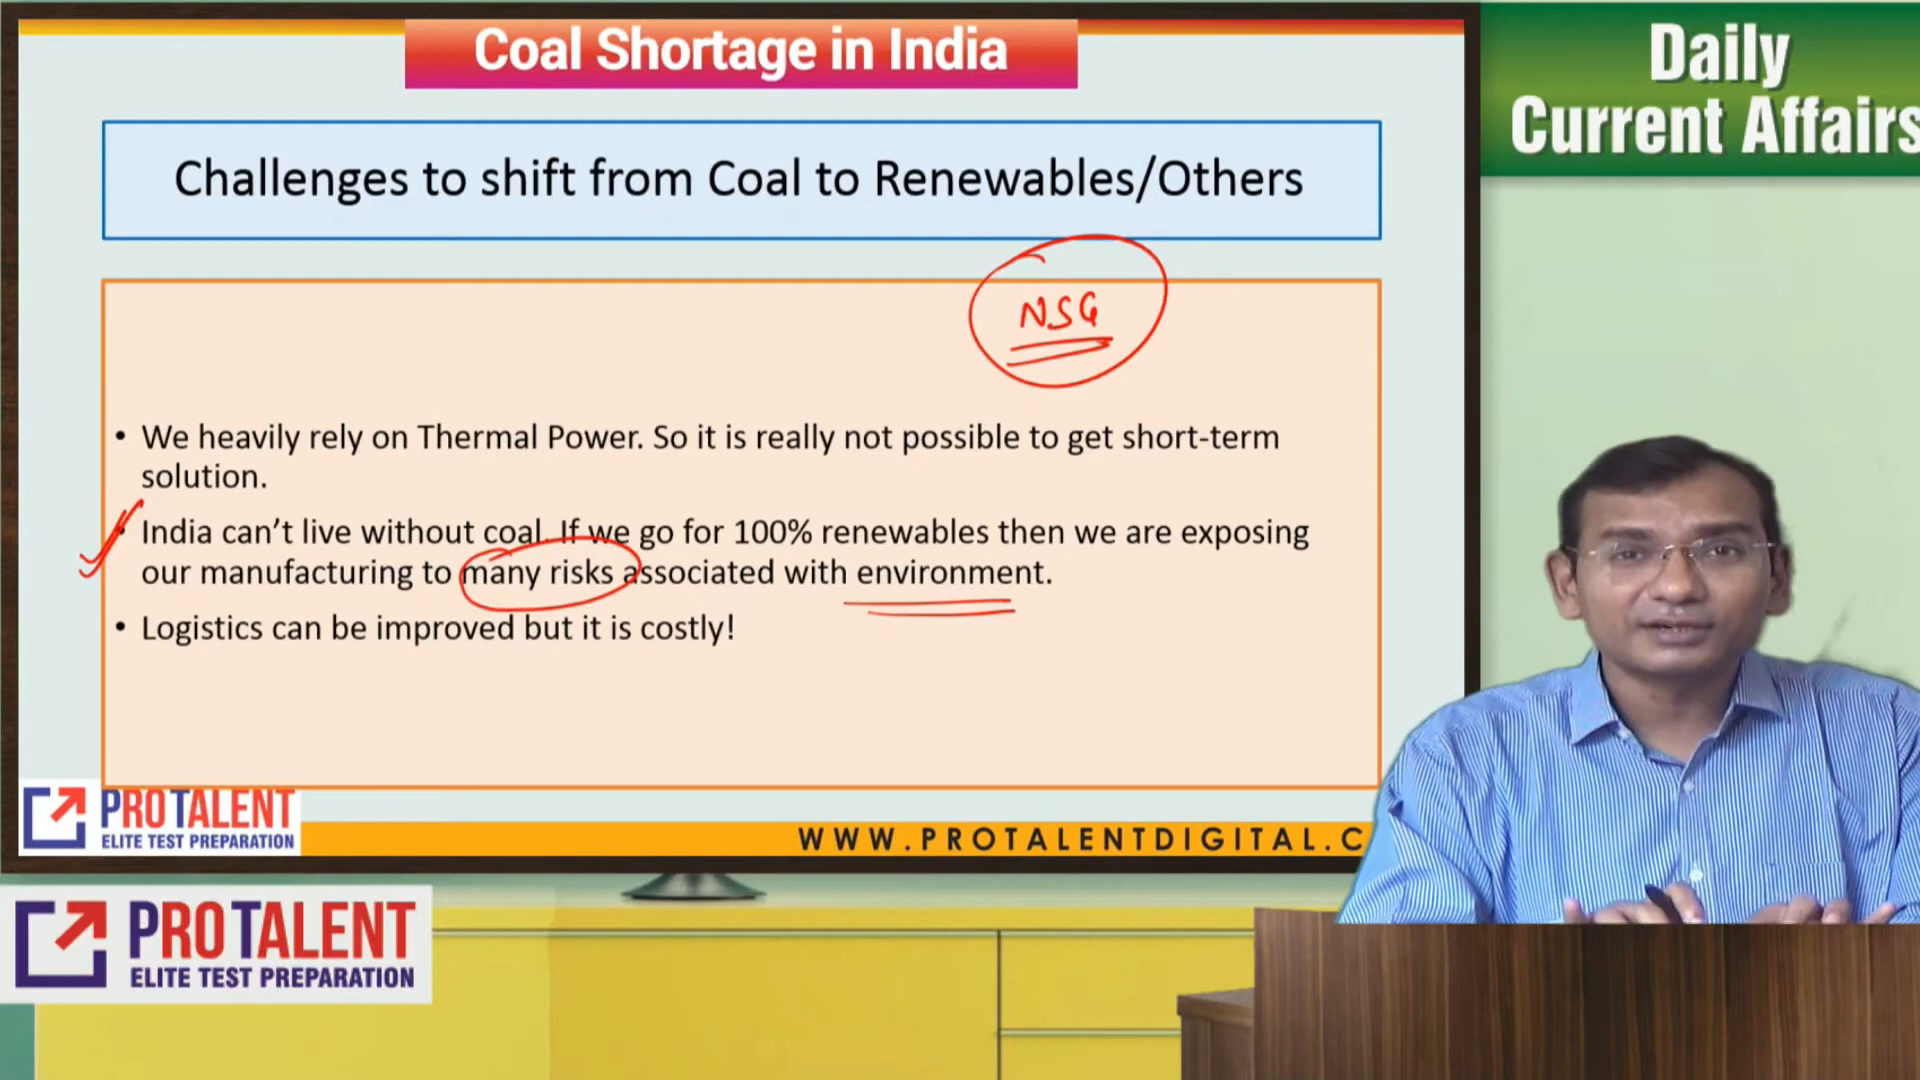 Coal Shortage in India
Daily
Current Affairs
Challenges to shift from Coal to Renewables/Others
NSG
• We heavily rely on Thermal Power. So it is really not possible to get short-term
solution.
• India can't live without coal. If we go for 100% renewables then we are exposing
our manufacturing to many risks associated with environment.
• Logistics can be improved but it is costly!
PROTALENT
ELITE TEST PREPARATION
WWW.PROTALENTDIGITAL.C
PROTALENT
ELITE TEST PREPARATION